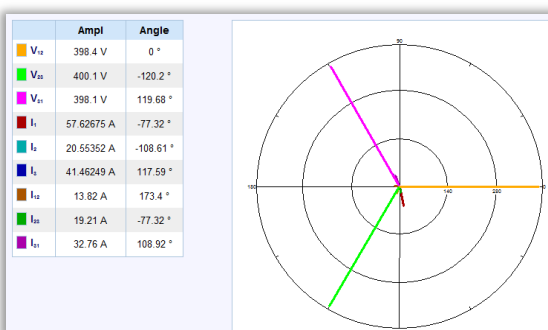 Ampl Angle
V₁₂ 398.4 V 0 °
V₂₃ 400.1 V -120.2 °
V₃₁ 398.1 V 119.68 °
I₁ 57.62675 A -77.32 °
I₂ 20.55352 A -108.61 °
I₃ 41.46249 A 117.59 °
I₁₂ 13.82 A 173.4 °
I₂₃ 19.21 A -77.32 °
I₃₁ 32.76 A 108.92 °
90
180 140 280 0